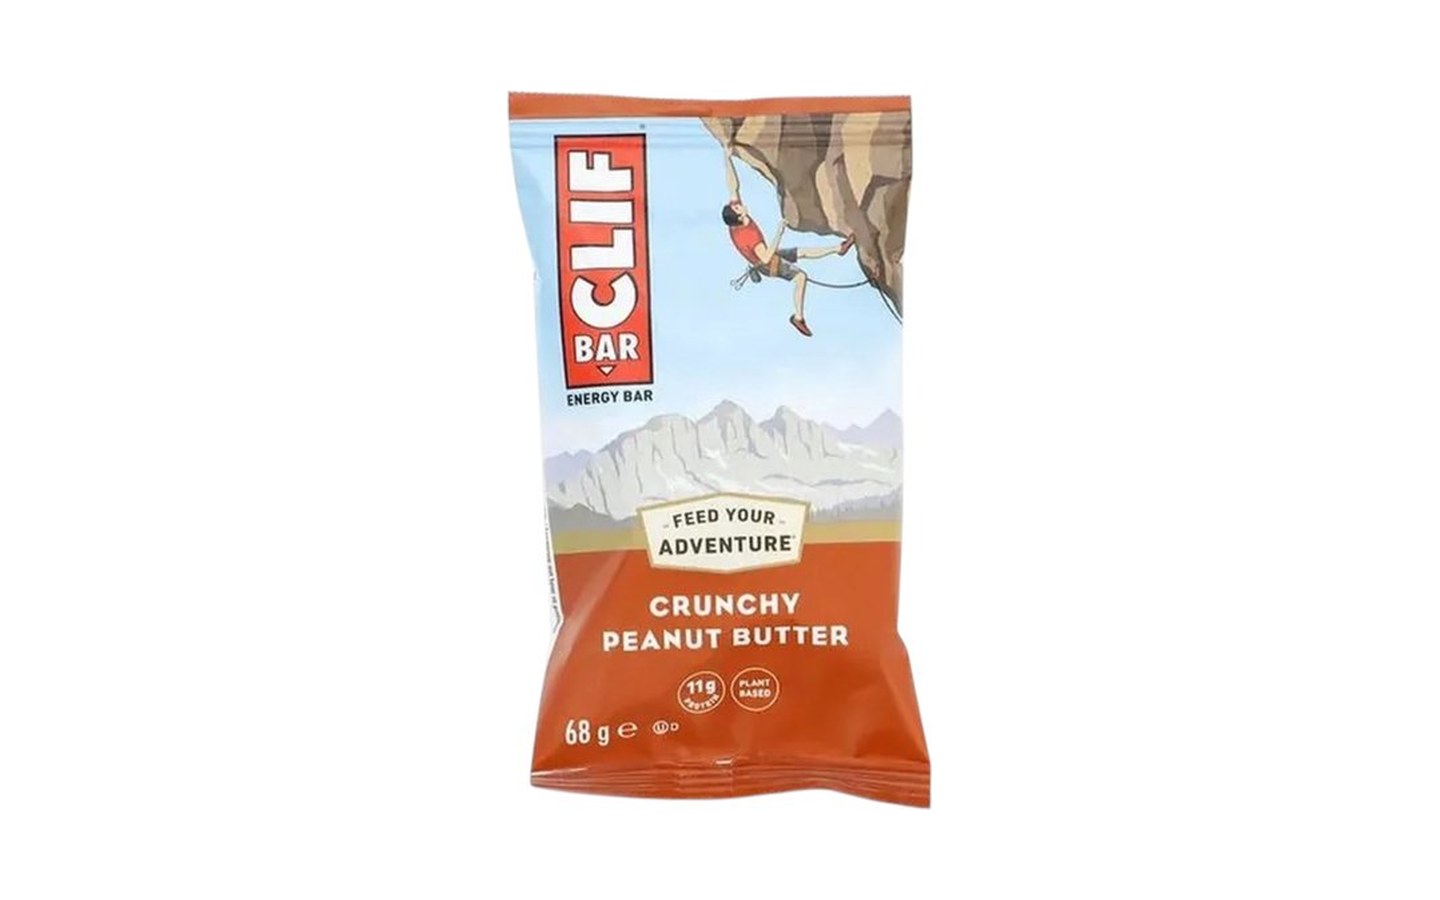 CLIF
BAR
ENERGY BAR
FEED YOUR
ADVENTURE
CRUNCHY
PEANUT BUTTER
11g
PROTEIN
PLANT
BASED
68 g ℮
U D